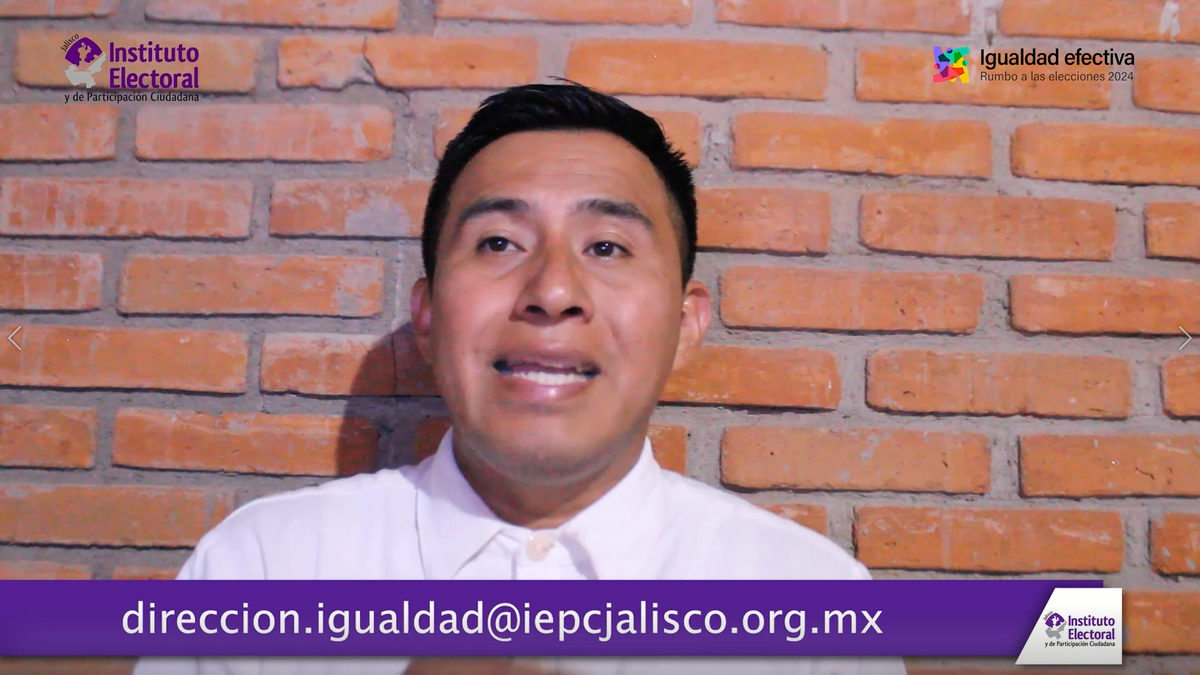 Jalisco
Instituto
Electoral
y de Participación Ciudadana
Igualdad efectiva
Rumbo a las elecciones 2024
direccion.igualdad@iepcjalisco.org.mx
Instituto
Electoral
y de Participación Ciudadana